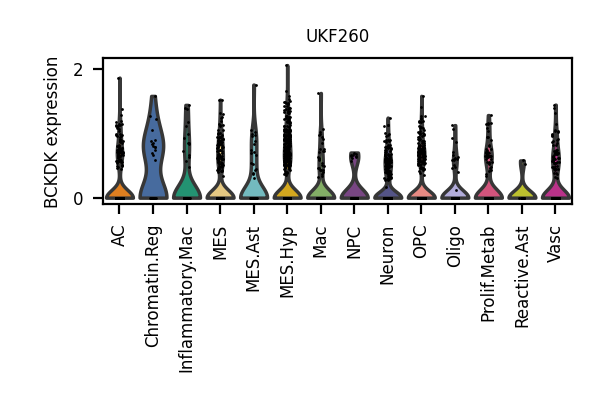 UKF260
BCKDK expression
2
0
AC
Chromatin.Reg
Inflammatory.Mac
MES
MES.Ast
MES.Hyp
Mac
NPC
Neuron
OPC
Oligo
Prolif.Metab
Reactive.Ast
Vasc